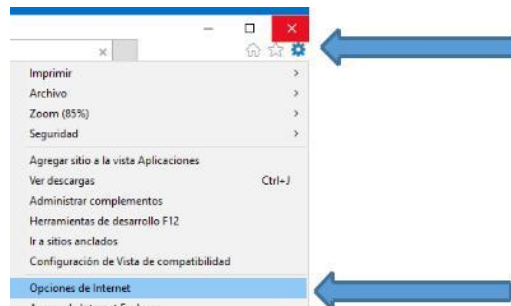 Imprimir
Archivo
Zoom (85%)
Seguridad
Agregar sitio a la vista Aplicaciones
Ver descargas Ctrl+J
Administrar complementos
Herramientas de desarrollo F12
Ir a sitios anclados
Configuración de Vista de compatibilidad
Opciones de Internet